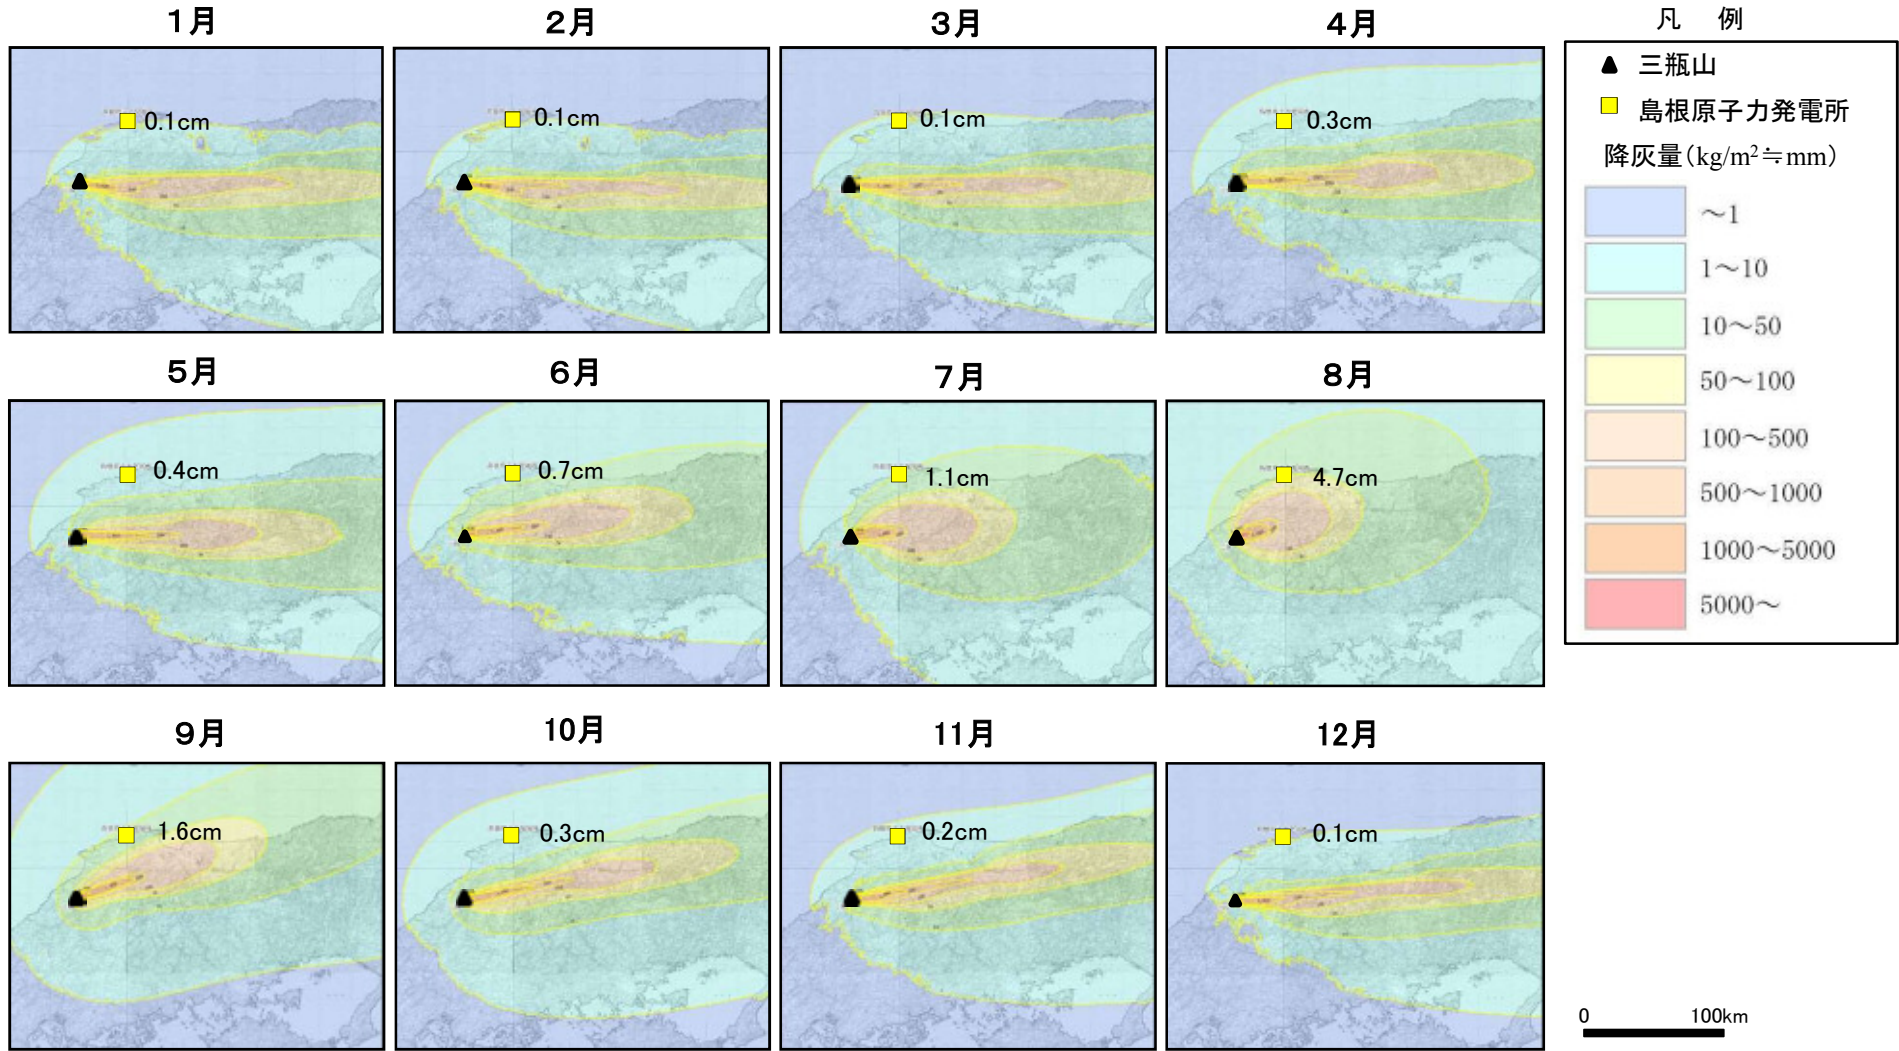 1月
2月
3月
4月
凡 例
0.1cm
0.1cm
0.1cm
0.3cm
三瓶山
島根原子力発電所
降灰量(kg/m²≒mm)
～1
1～10
10～50
50～100
100～500
500～1000
1000～5000
5000～
5月
6月
7月
8月
0.4cm
0.7cm
1.1cm
4.7cm
9月
10月
11月
12月
1.6cm
0.3cm
0.2cm
0.1cm
0 100km